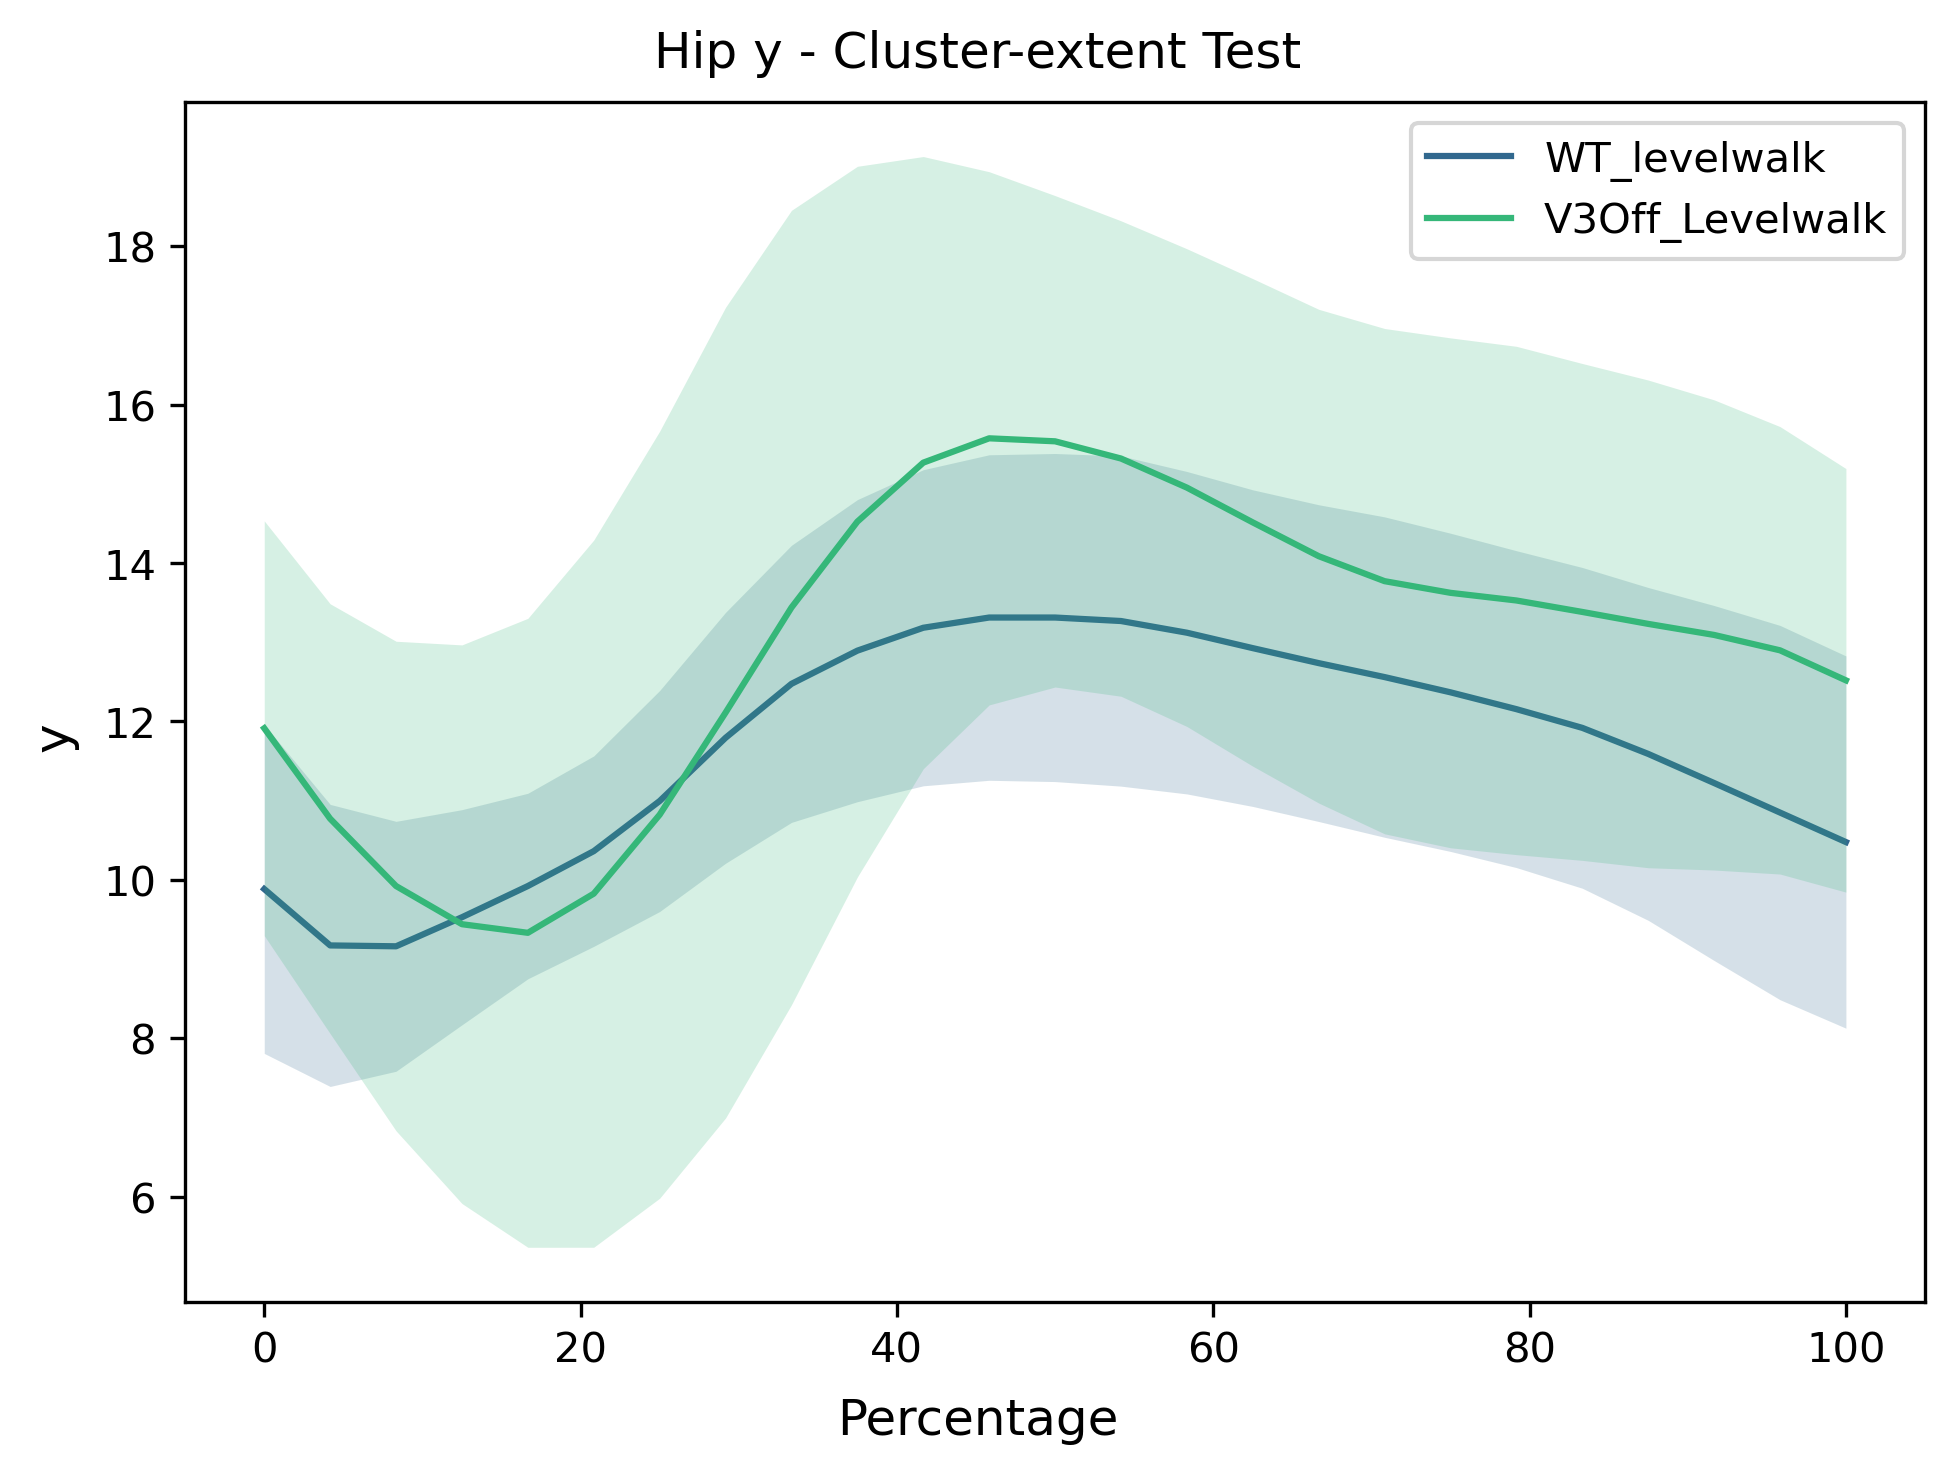 Hip y - Cluster-extent Test
WT_levelwalk
V3Off_Levelwalk
18
16
14
12
10
8
6
y
0 20 40 60 80 100
Percentage